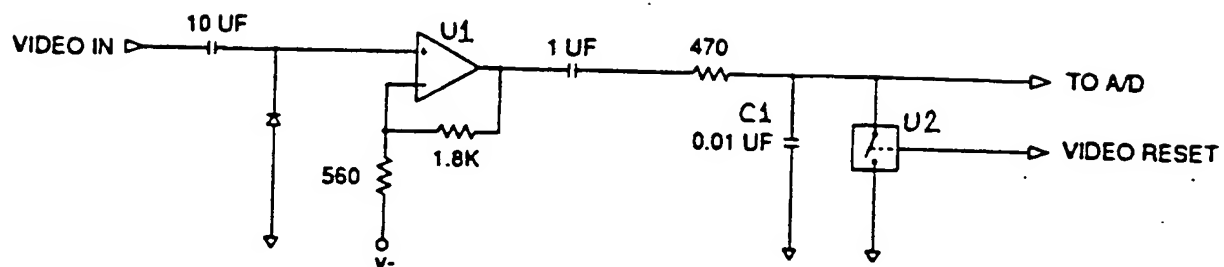 VIDEO IN
10 UF
U1
1.8K
560
V-
1 UF
470
C1
0.01 UF
U2
TO A/D
VIDEO RESET